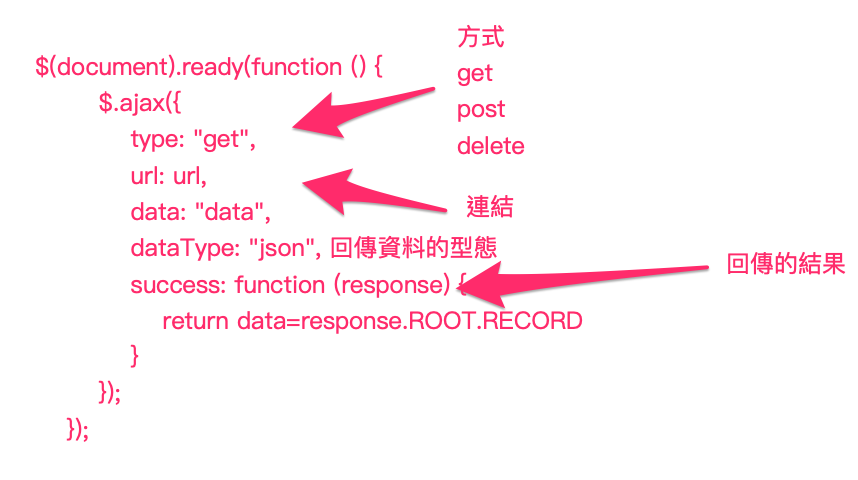 $(document).ready(function () {
$.ajax({
type: "get",
url: url,
data: "data",
dataType: "json", 回傳資料的型態
success: function (response) {
return data=response.ROOT.RECORD
}
});
});
方式
get
post
delete
連結
回傳的結果